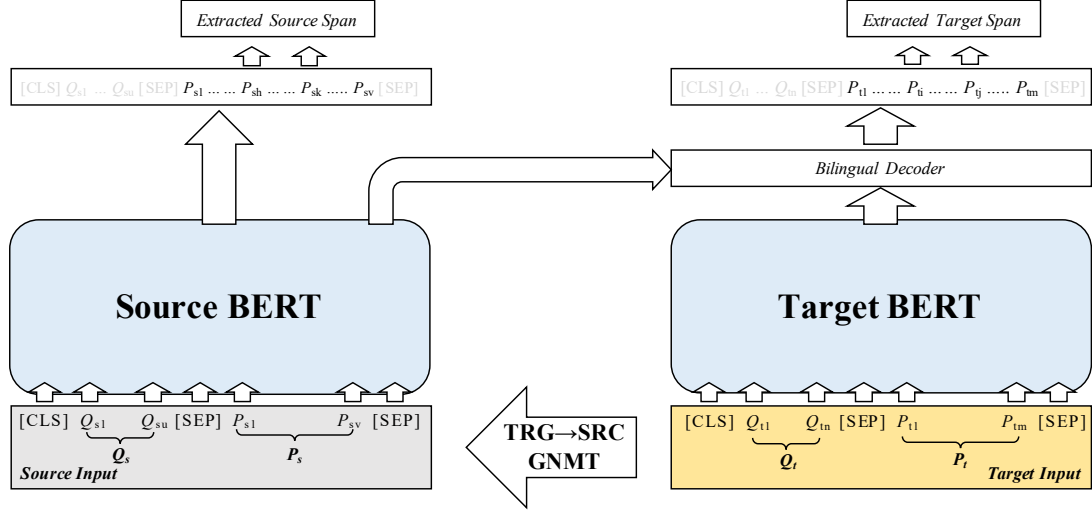 Extracted Source Span
Extracted Target Span
[CLS] Qs1 ... Qsu [SEP] Ps1 ... ... Psh ... ... Psk ..... Psv [SEP]
[CLS] Qt1 ... Qtn [SEP] Pt1 ... ... Pti ... ... Ptj ..... Ptm [SEP]
Bilingual Decoder
Source BERT
Target BERT
[CLS] Qs1 Qsu [SEP] Ps1 Psv [SEP]
Qs Ps
Source Input
TRG→SRC
GNMT
[CLS] Qt1 Qtn [SEP] Pt1 Ptm [SEP]
Qt Pt
Target Input